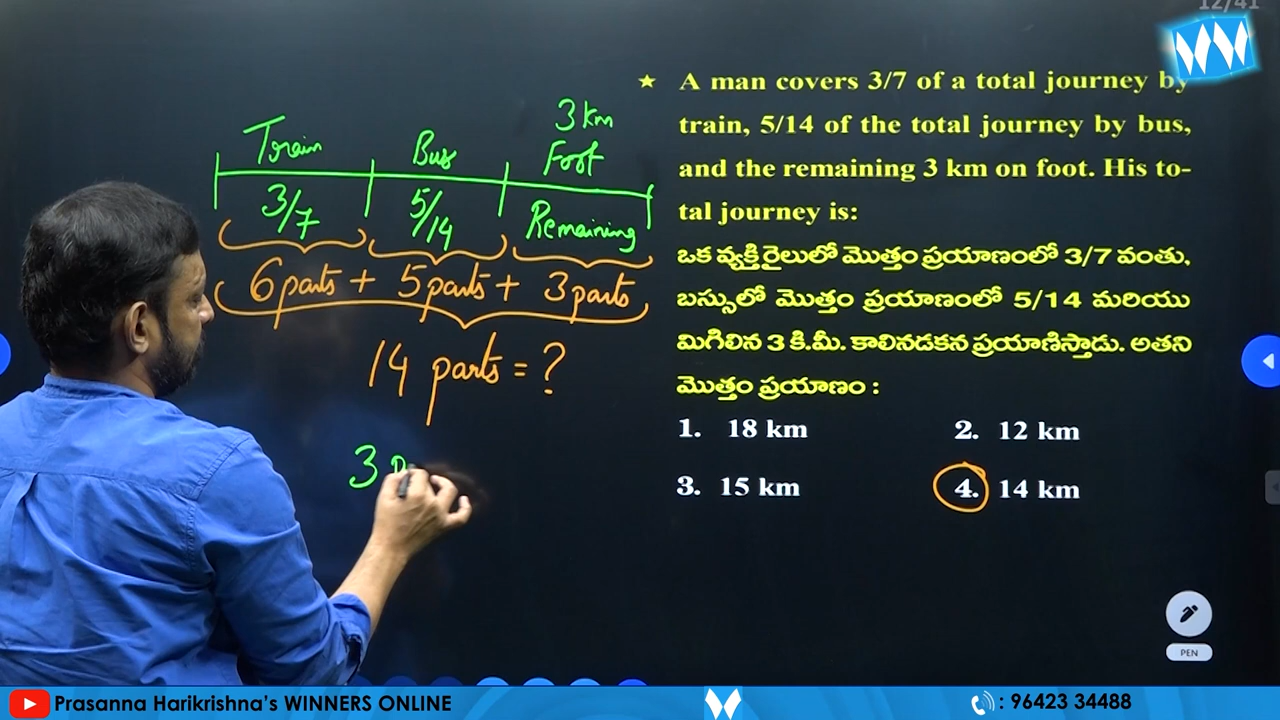 12/41
WW
★ A man covers 3/7 of a total journey by
train, 5/14 of the total journey by bus,
and the remaining 3 km on foot. His to-
tal journey is:
ఒక వ్యక్తి రైలులో మొత్తం ప్రయాణంలో 3/7 వంతు,
బస్సులో మొత్తం ప్రయాణంలో 5/14 మరియు
మిగిలిన 3 కి.మీ. కాలినడకన ప్రయాణిస్తాడు. అతని
మొత్తం ప్రయాణం :
1. 18 km 2. 12 km
3. 15 km 4. 14 km
3 km
Train Bus Foot
3/7 5/14 Remaining
6 parts + 5 parts + 3 parts
14 parts = ?
3 p
PEN
Prasanna Harikrishna's WINNERS ONLINE
W
: 96423 34488